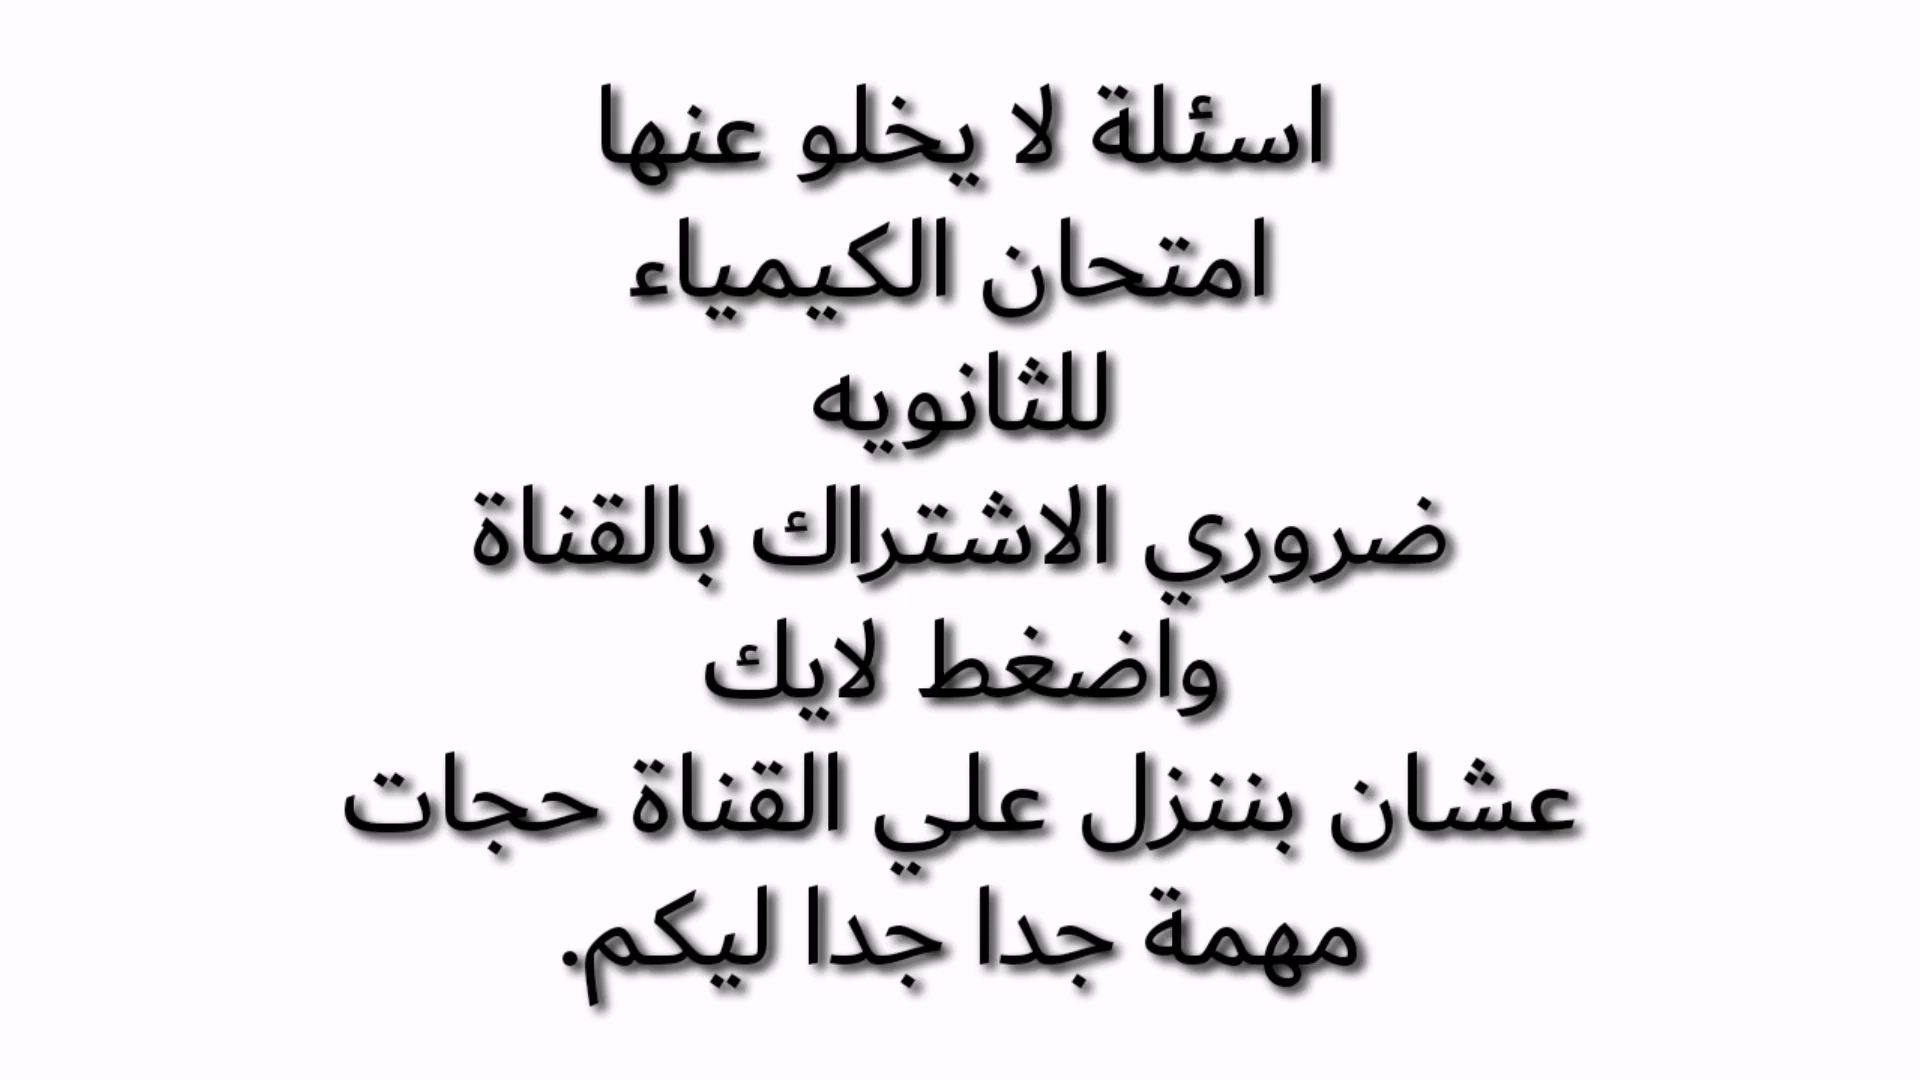 اسئلة لا يخلو عنها
امتحان الكيمياء
للثانويه
ضروري الاشتراك بالقناة
واضغط لايك
عشان بننزل علي القناة حجات
مهمة جدا جدا ليكم.